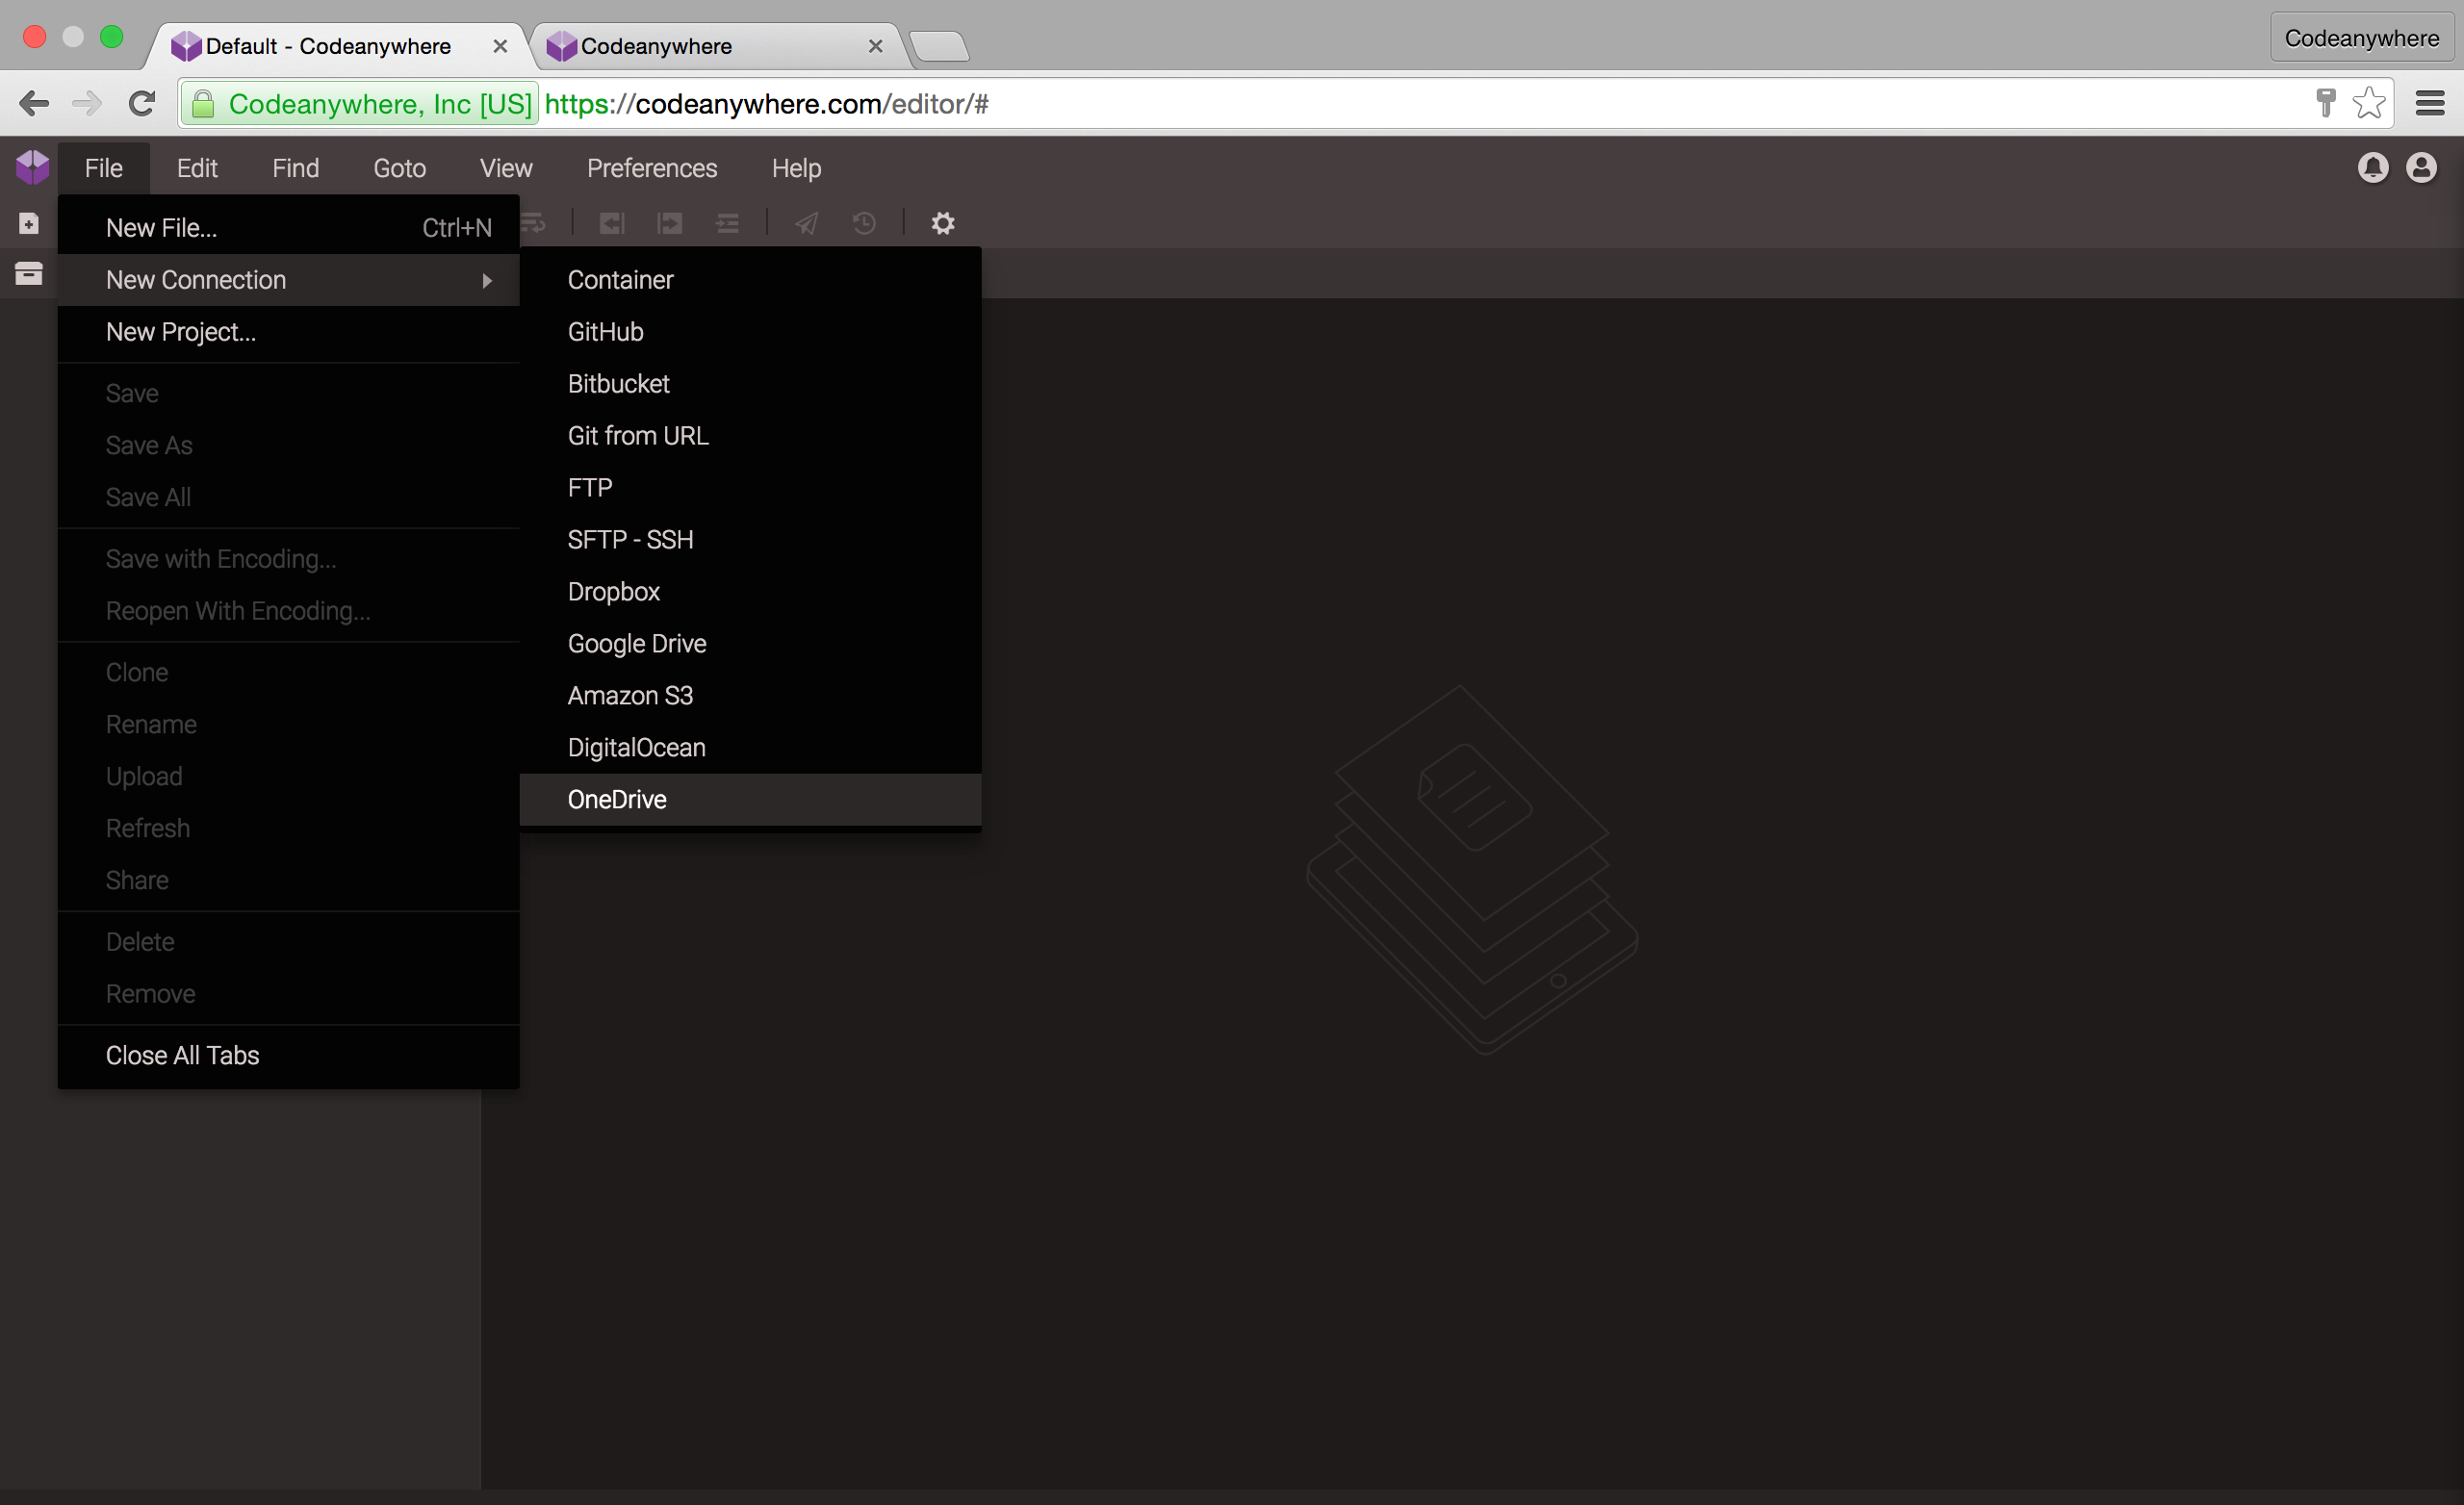 Default - Codeanywhere
Codeanywhere
Codeanywhere
Codeanywhere, Inc [US] https://codeanywhere.com/editor/#
File Edit Find Goto View Preferences Help
New File... Ctrl+N
New Connection
New Project...
Save
Save As
Save All
Save with Encoding...
Reopen With Encoding...
Clone
Rename
Upload
Refresh
Share
Delete
Remove
Close All Tabs
Container
GitHub
Bitbucket
Git from URL
FTP
SFTP - SSH
Dropbox
Google Drive
Amazon S3
DigitalOcean
OneDrive